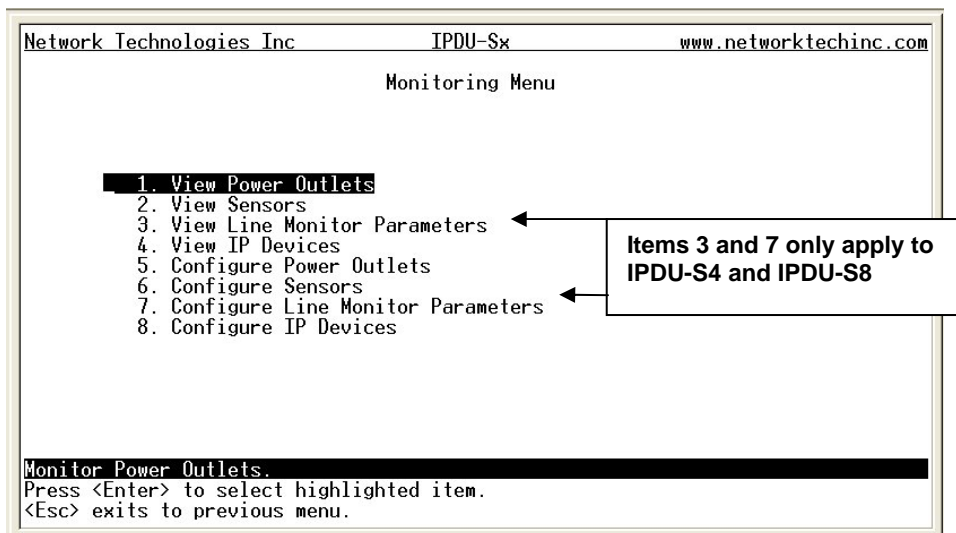 Network Technologies Inc IPDU-Sx www.networktechinc.com
Monitoring Menu
1. View Power Outlets
2. View Sensors
3. View Line Monitor Parameters
4. View IP Devices
5. Configure Power Outlets
6. Configure Sensors
7. Configure Line Monitor Parameters
8. Configure IP Devices
Items 3 and 7 only apply to
IPDU-S4 and IPDU-S8
Monitor Power Outlets.
Press <Enter> to select highlighted item.
<Esc> exits to previous menu.